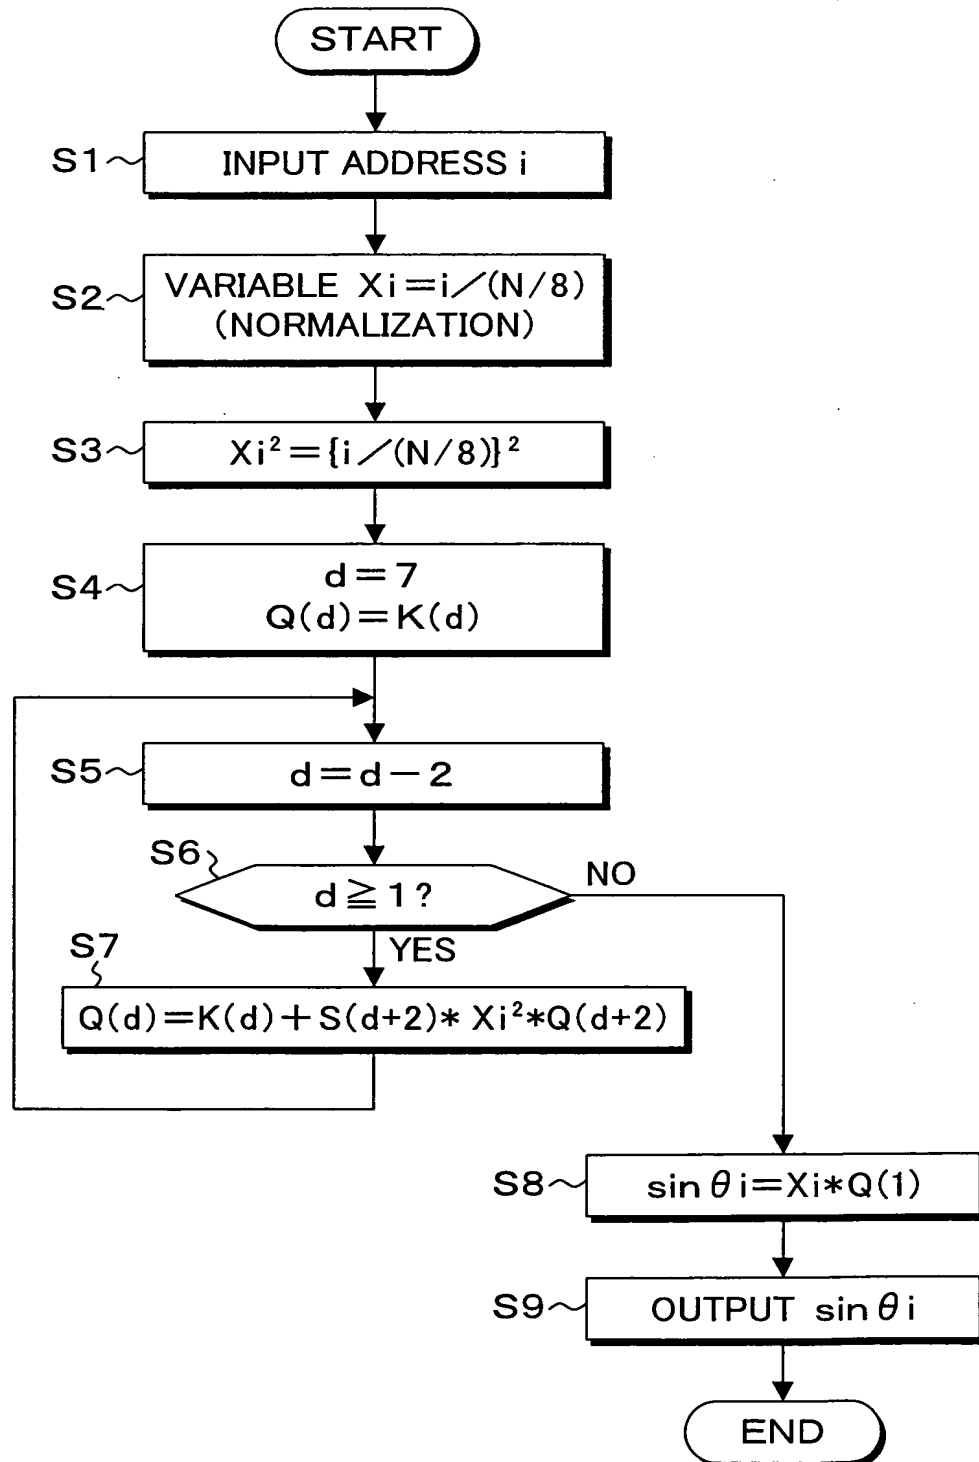 START
S1
INPUT ADDRESS i
S2
VARIABLE Xi=i/(N/8)
(NORMALIZATION)
S3
Xi²={i/(N/8)}²
S4
d=7
Q(d)=K(d)
S5
d=d-2
S6
d≧1?
NO
YES
S7
Q(d)=K(d)+S(d+2)* Xi²*Q(d+2)
S8
sin θi=Xi*Q(1)
S9
OUTPUT sin θi
END